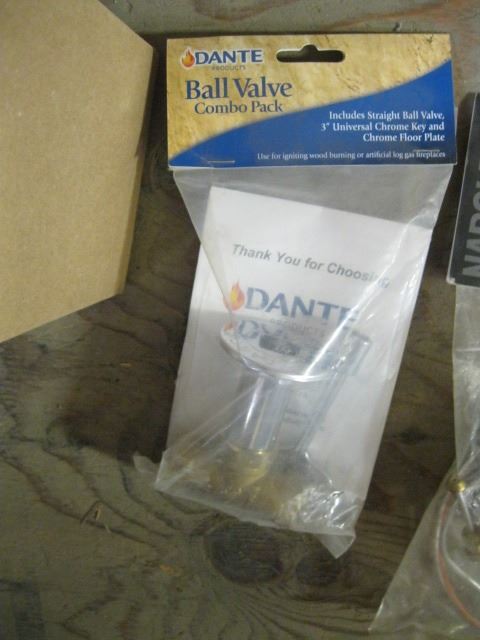 DANTE
PRODUCTS
Ball Valve
Combo Pack
Includes Straight Ball Valve,
3" Universal Chrome Key and
Chrome Floor Plate
Use for igniting wood burning or artificial log gas fireplaces
Thank You for Choosing
DANTE
PRODUCTS